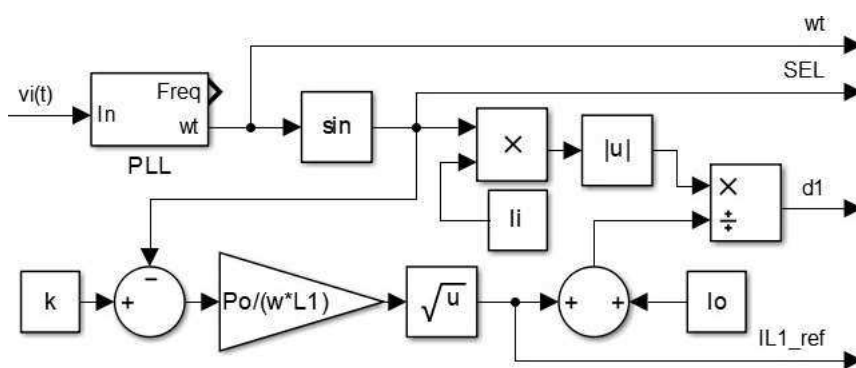 wt
SEL
vi(t)
In
Freq
wt
PLL
sin
×
|u|
×
÷
d1
Ii
−
k
+
Po/(w*L1)
√u
+
+
Io
IL1_ref